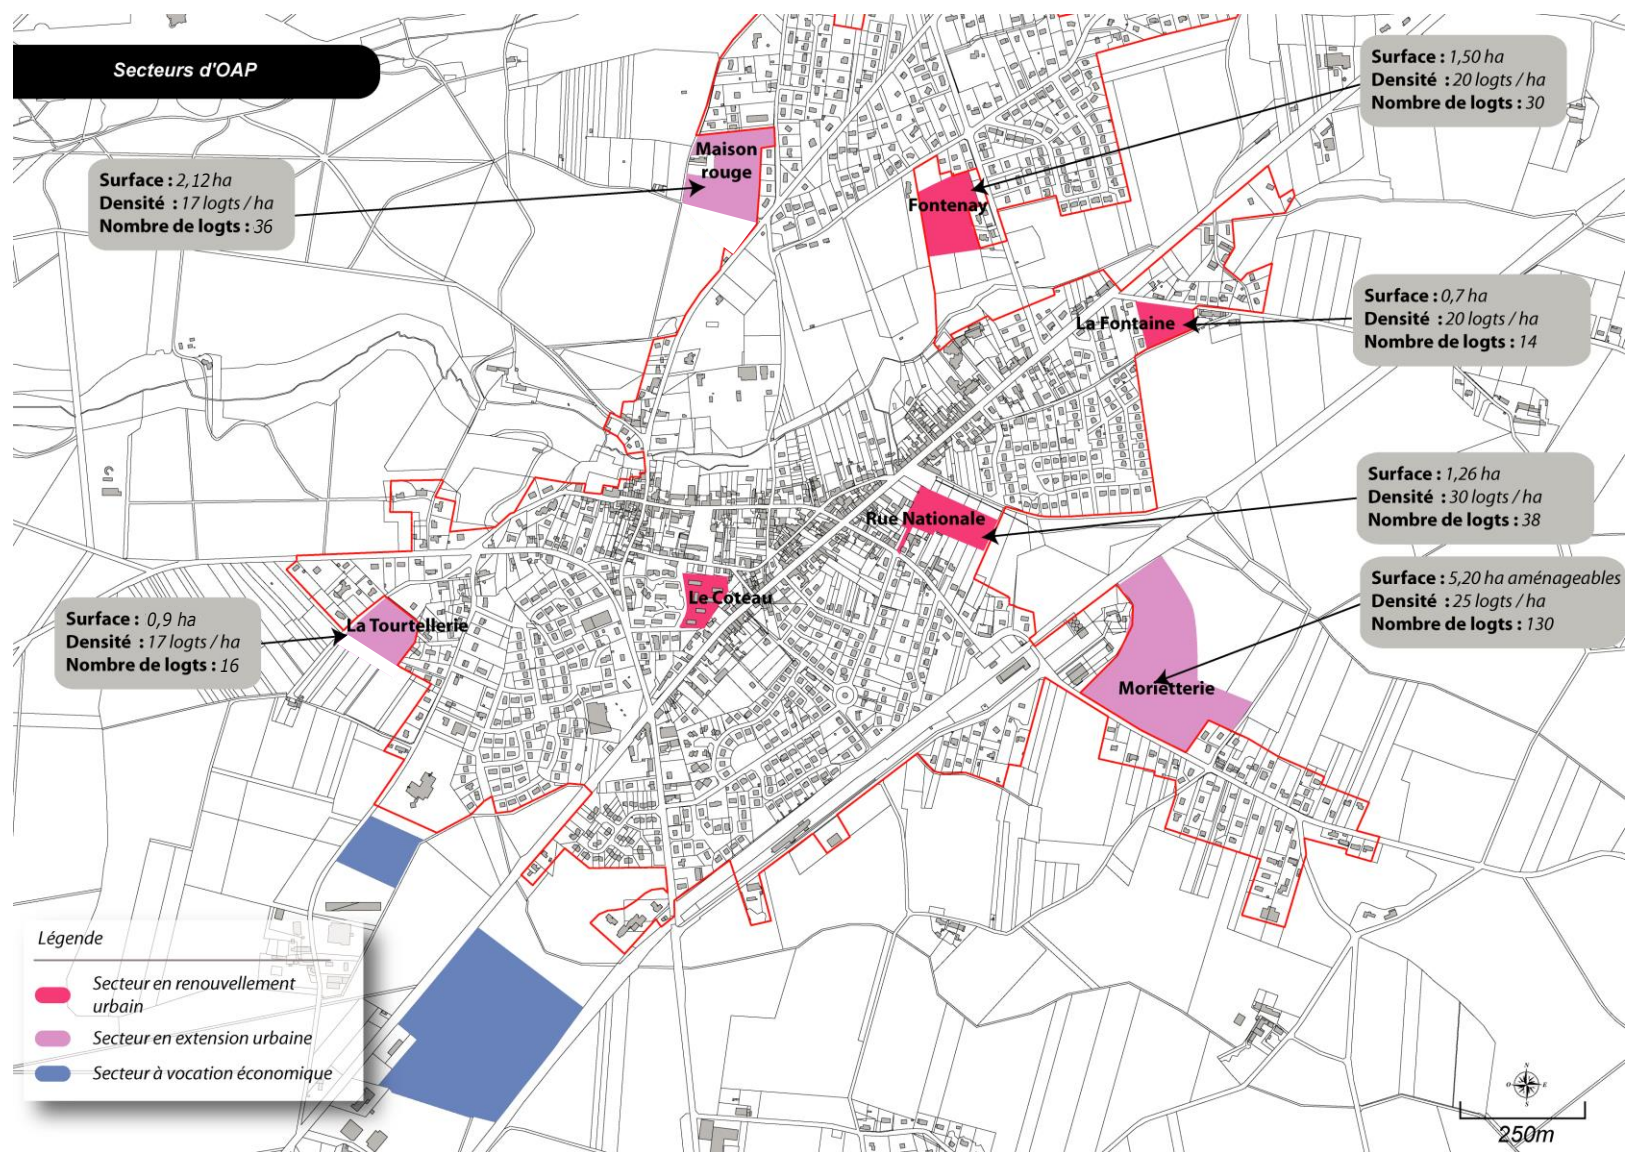 Secteurs d'OAP
Surface : 1,50 ha
Densité : 20 logts / ha
Nombre de logts : 30
Maison
rouge
Surface : 2,12 ha
Densité : 17 logts / ha
Nombre de logts : 36
Fontenay
Surface : 0,7 ha
Densité : 20 logts / ha
Nombre de logts : 14
La Fontaine
Surface : 1,26 ha
Densité : 30 logts / ha
Nombre de logts : 38
Rue Nationale
Surface : 5,20 ha aménageables
Densité : 25 logts / ha
Nombre de logts : 130
Le Coteau
Surface : 0,9 ha
Densité : 17 logts / ha
Nombre de logts : 16
La Tourtellerie
Morietterie
Légende
Secteur en renouvellement
urbain
Secteur en extension urbaine
Secteur à vocation économique
N
O E
250m